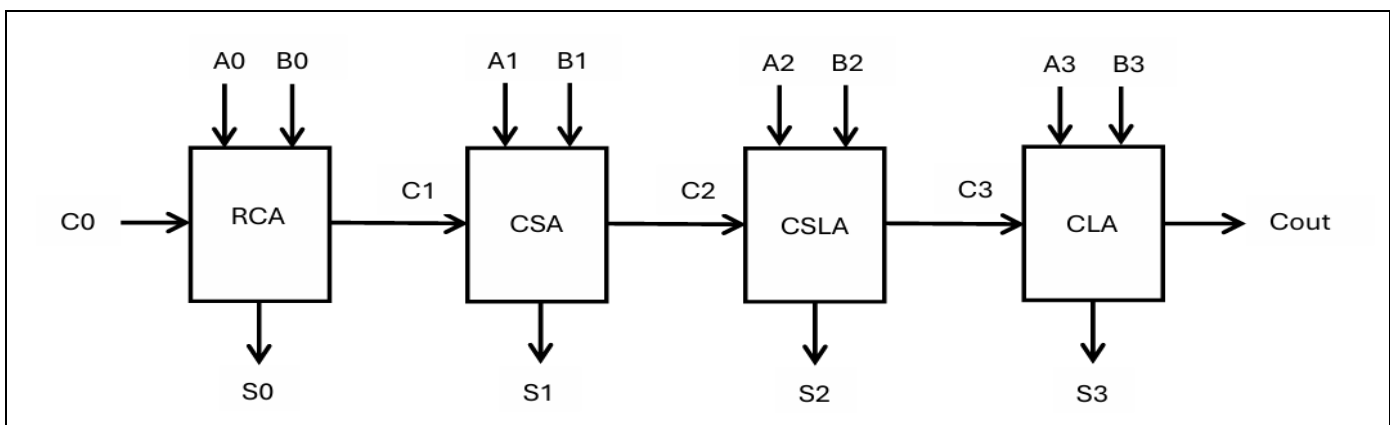 A0 B0 A1 B1 A2 B2 A3 B3
C0 RCA C1 CSA C2 CSLA C3 CLA Cout
S0 S1 S2 S3